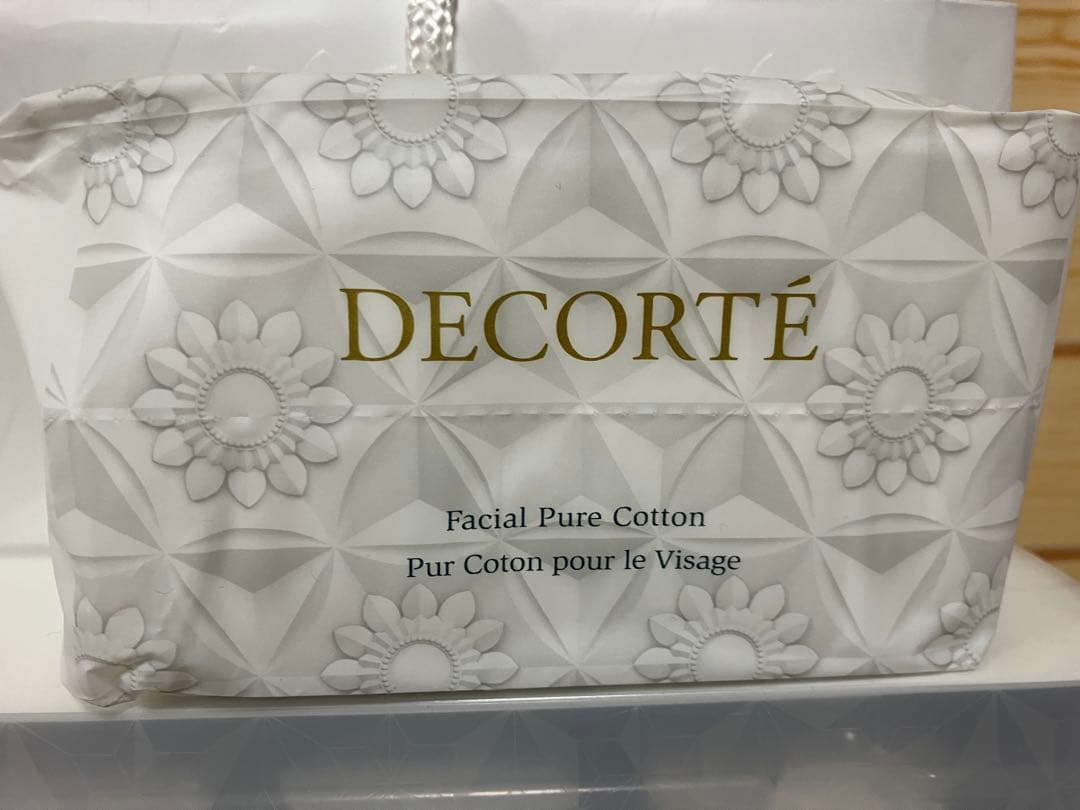 DECORTÉ
Facial Pure Cotton
Pur Coton pour le Visage